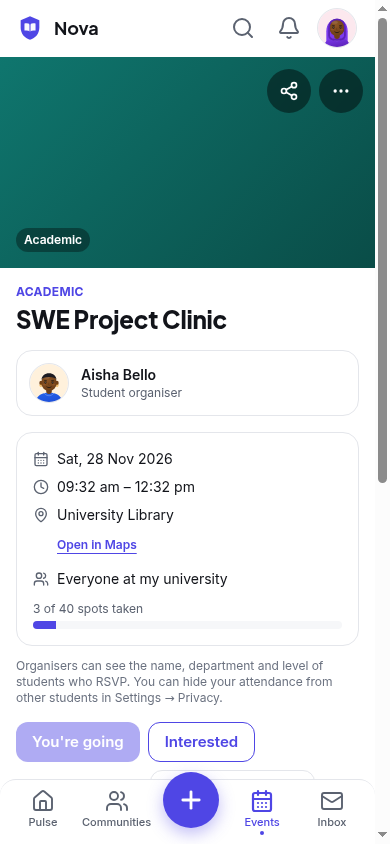 Nova
Academic
ACADEMIC
SWE Project Clinic
Aisha Bello
Student organiser
Sat, 28 Nov 2026
09:32 am – 12:32 pm
University Library
Open in Maps
Everyone at my university
3 of 40 spots taken
Organisers can see the name, department and level of
students who RSVP. You can hide your attendance from
other students in Settings → Privacy.
You're going
Interested
Pulse
Communities
Events
Inbox